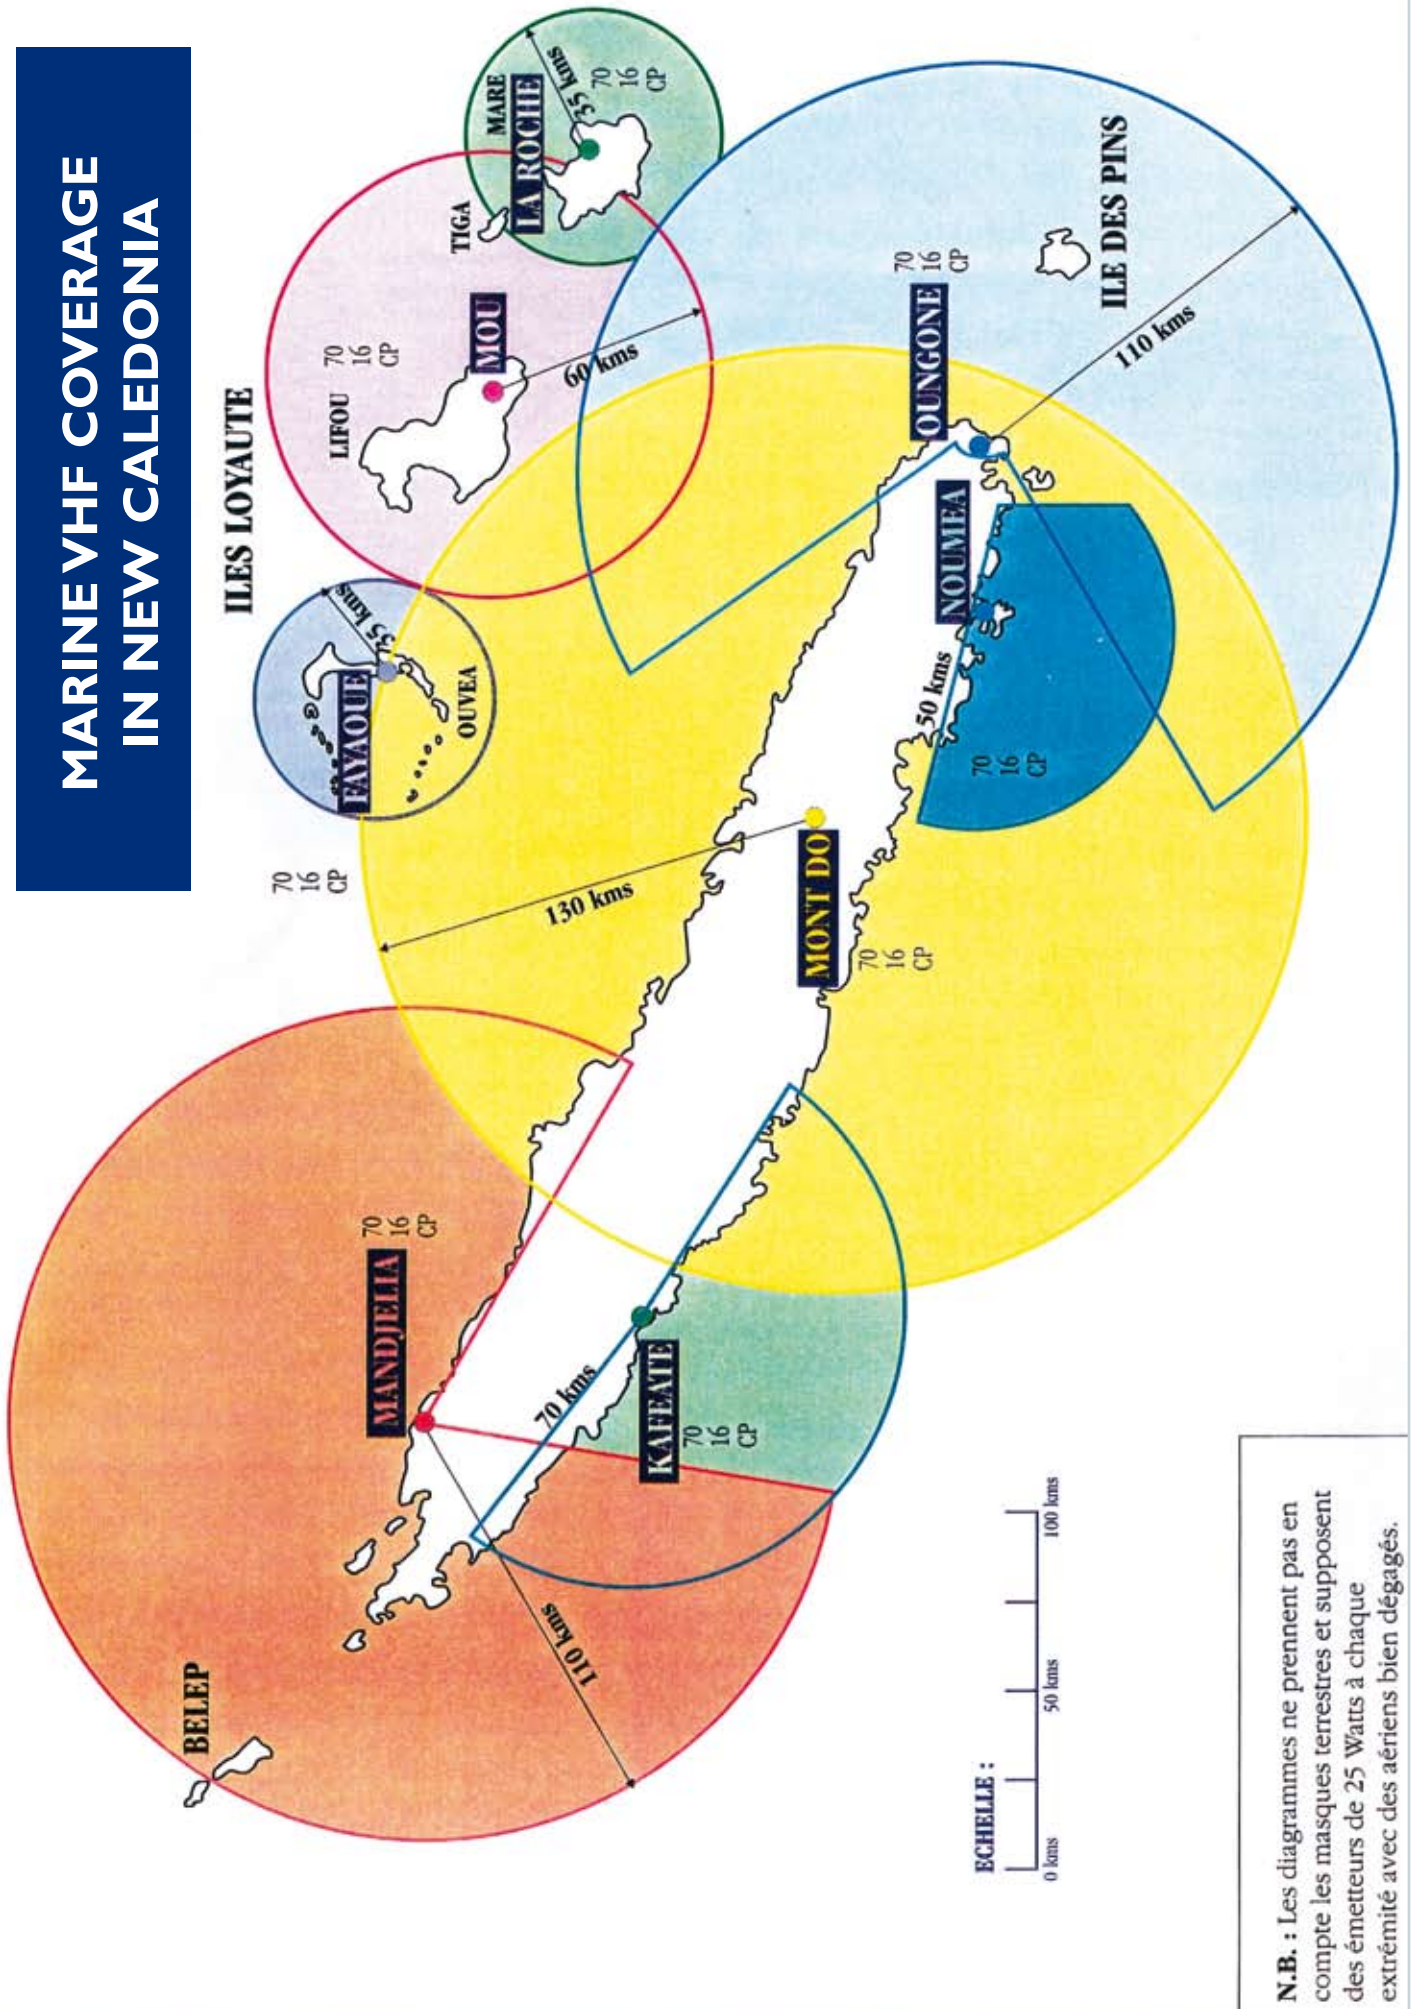 MARINE VHF COVERAGE
IN NEW CALEDONIA
ILES LOYAUTE
BELEP
MANDJELIA
70
16
CP
110 kms
70
16
CP
FAYAOUE
35 kms
OUVEA
LIFOU
70
16
CP
MOU
60 kms
TIGA
MARE
LA ROCHE
35 kms
70
16
CP
130 kms
MONT DO
70
16
CP
70 kms
KAFEATE
70
16
CP
NOUMEA
50 kms
70
16
CP
OUNGONE
70
16
CP
110 kms
ILE DES PINS
ECHELLE :
0 kms
50 kms
100 kms
N.B. : Les diagrammes ne prennent pas en
compte les masques terrestres et supposent
des émetteurs de 25 Watts à chaque
extrémité avec des aériens bien dégagés.